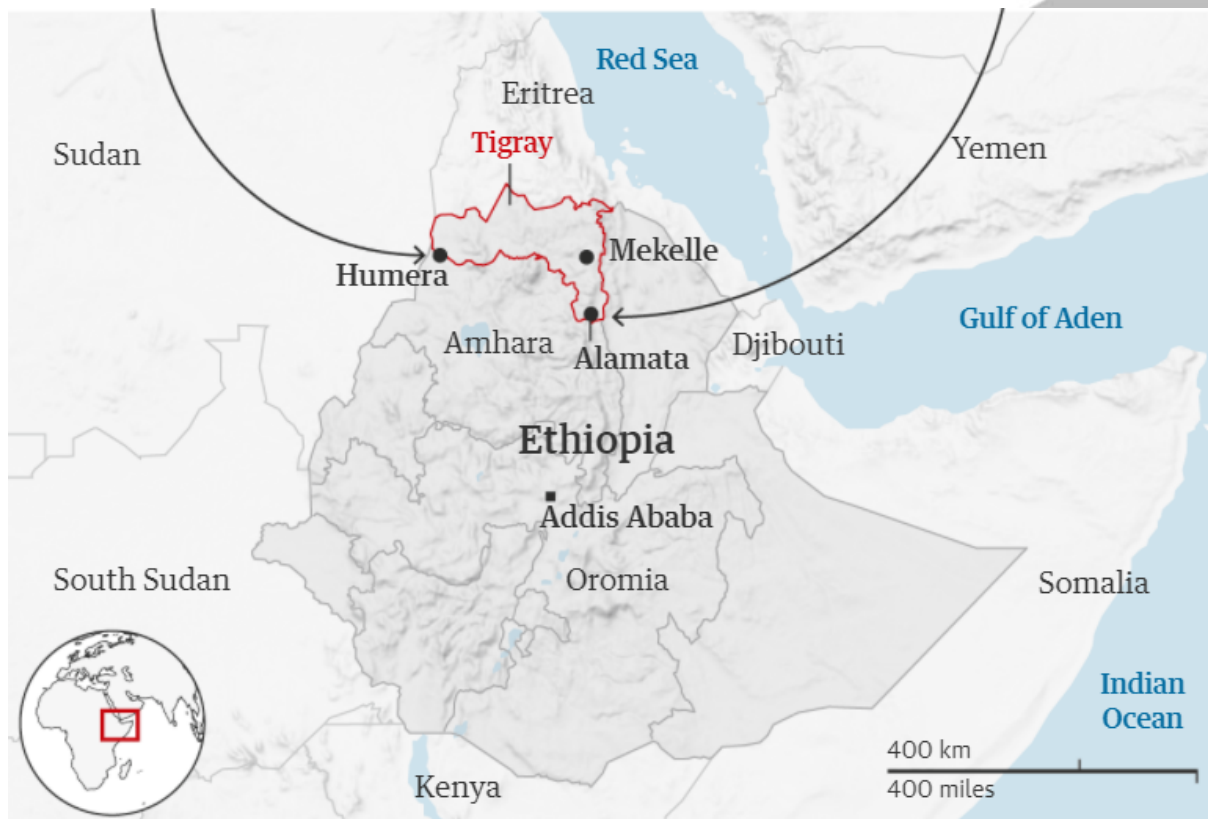 Red Sea
Eritrea
Tigray
Sudan
Yemen
Mekelle
Humera
Gulf of Aden
Amhara
Djibouti
Alamata
Ethiopia
Addis Ababa
South Sudan
Oromia
Somalia
Indian
Ocean
400 km
400 miles
Kenya